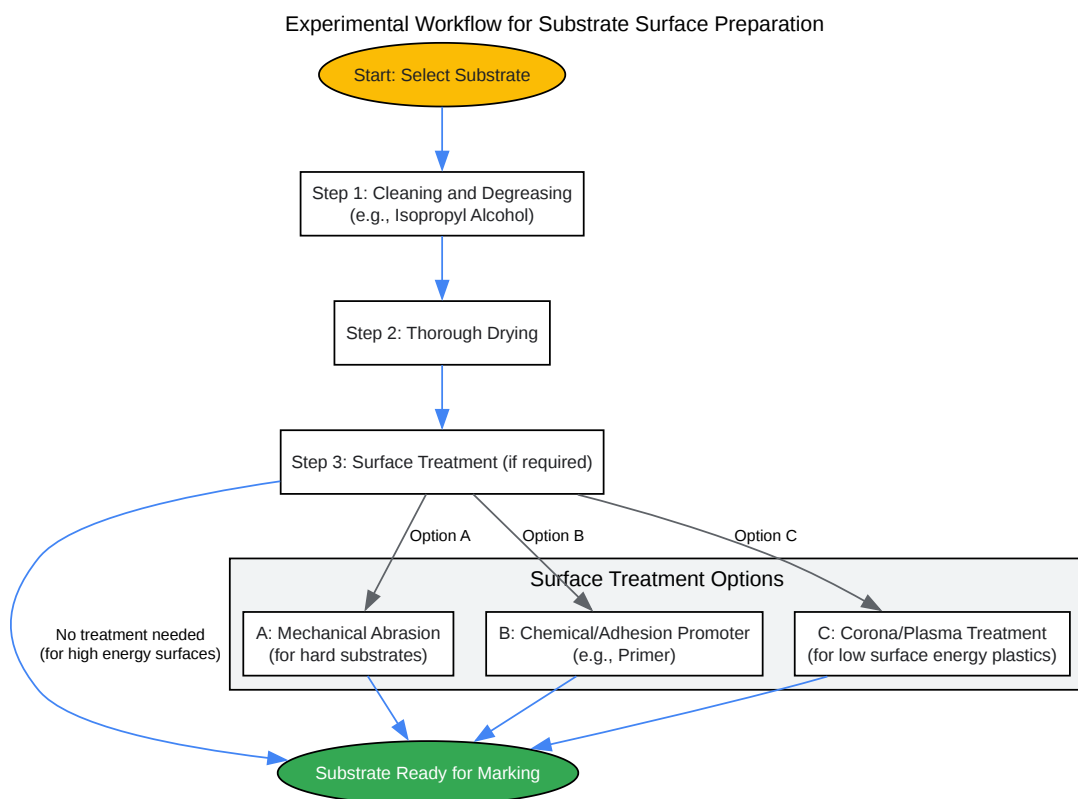 Experimental Workflow for Substrate Surface Preparation
Start: Select Substrate
Step 1: Cleaning and Degreasing
(e.g., Isopropyl Alcohol)
Step 2: Thorough Drying
Step 3: Surface Treatment (if required)
Option A
Option B
Option C
Surface Treatment Options
No treatment needed
(for high energy surfaces)
A: Mechanical Abrasion
(for hard substrates)
B: Chemical/Adhesion Promoter
(e.g., Primer)
C: Corona/Plasma Treatment
(for low surface energy plastics)
Substrate Ready for Marking